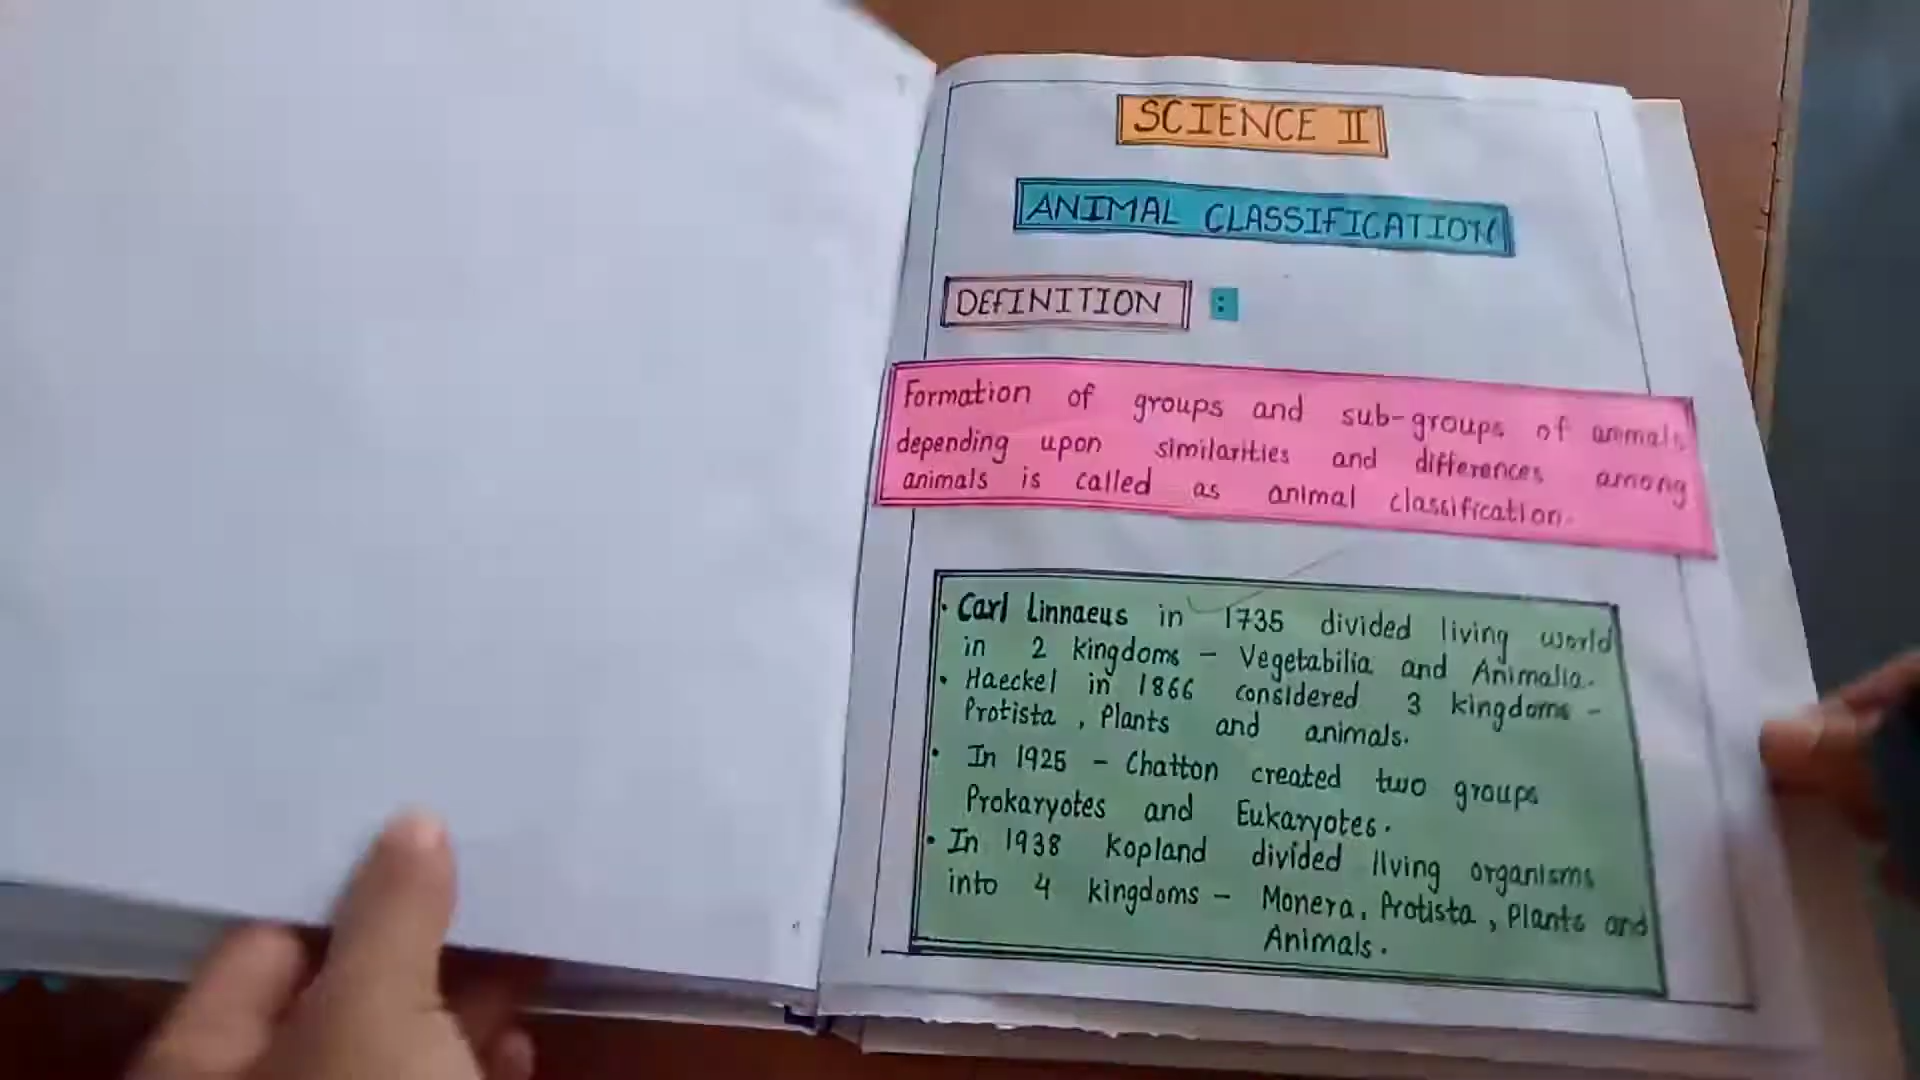 SCIENCE II
ANIMAL CLASSIFICATION
DEFINITION :
Formation of groups and sub-groups of animals
depending upon similarities and differences among
animals is called as animal classification.
• Carl Linnaeus in 1735 divided living world
in 2 kingdoms - Vegetabilia and Animalia.
• Haeckel in 1866 considered 3 kingdoms -
Protista , Plants and animals.
• In 1925 - Chatton created two groups
Prokaryotes and Eukaryotes.
• In 1938 Kopland divided living organisms
into 4 kingdoms - Monera, Protista , Plants and
Animals.